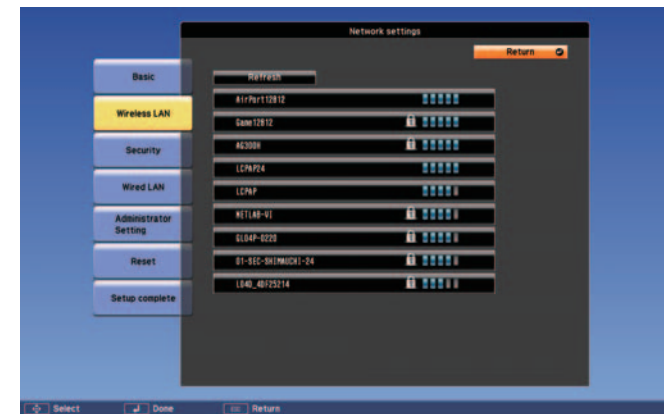 Network settings
Return
Basic
Wireless LAN
Security
Wired LAN
Administrator
Setting
Reset
Setup complete
Refresh
AirPort12812
Game12812
AG300H
LCPAP24
LCPAP
NETLAB-VI
GL04P-0220
01-SEC-SHIMAUCHI-24
L04D_4DF25214
Select
Done
Return